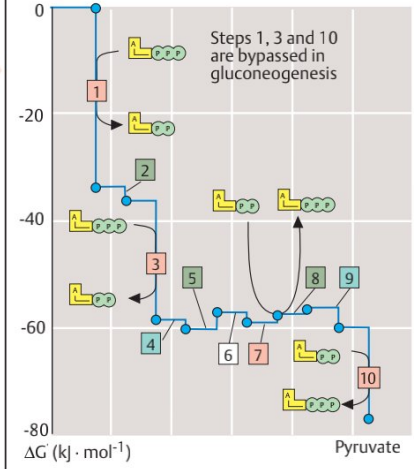 0
Steps 1, 3 and 10
are bypassed in
gluconeogenesis
A P P P
1
-20
A P P
2
-40
A P P P
A P P
A P P P
3
A P P
5
8
9
4
-60
6
7
A P P
10
A P P P
-80
ΔG' (kJ · mol-1)
Pyruvate